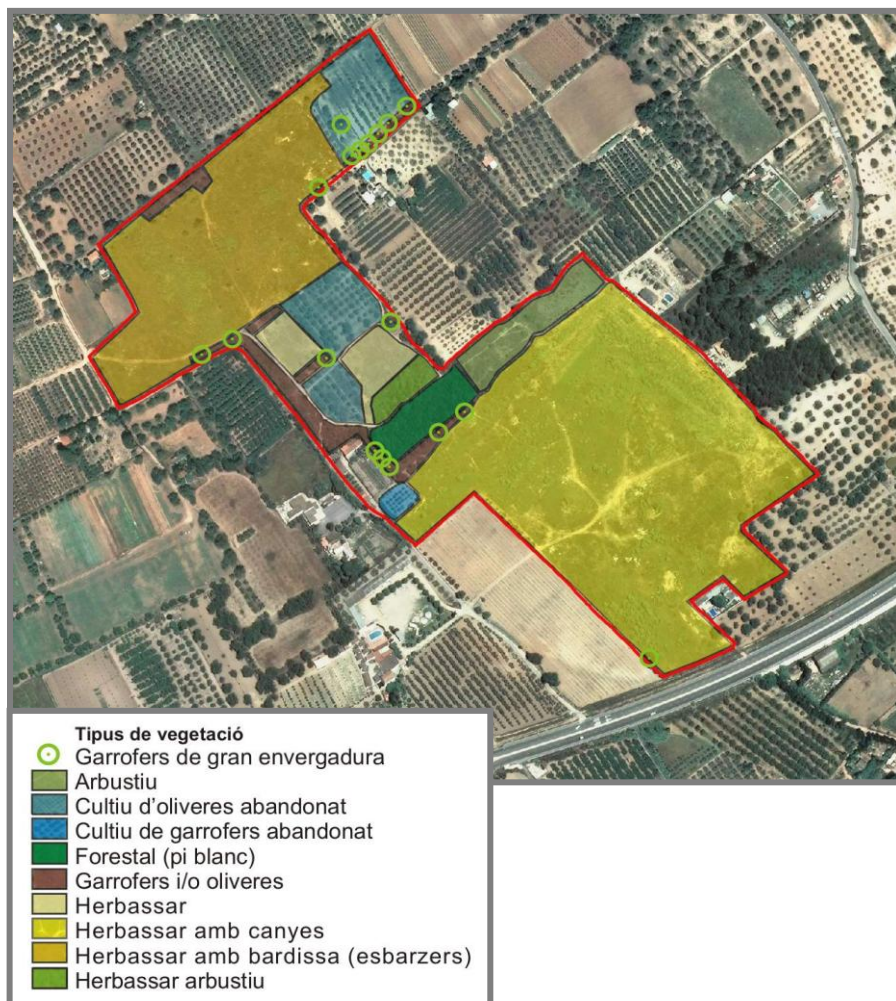 Tipus de vegetació
Garrofers de gran envergadura
Arbustiu
Cultiu d'oliveres abandonat
Cultiu de garrofers abandonat
Forestal (pi blanc)
Garrofers i/o oliveres
Herbassar
Herbassar amb canyes
Herbassar amb bardissa (esbarzers)
Herbassar arbustiu